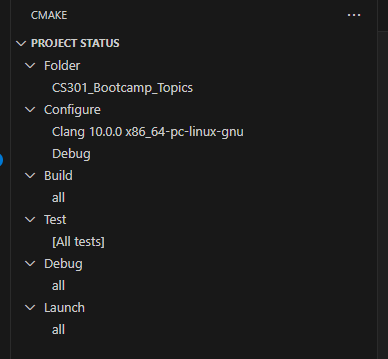 CMAKE
PROJECT STATUS
Folder
CS301_Bootcamp_Topics
Configure
Clang 10.0.0 x86_64-pc-linux-gnu
Debug
Build
all
Test
[All tests]
Debug
all
Launch
all